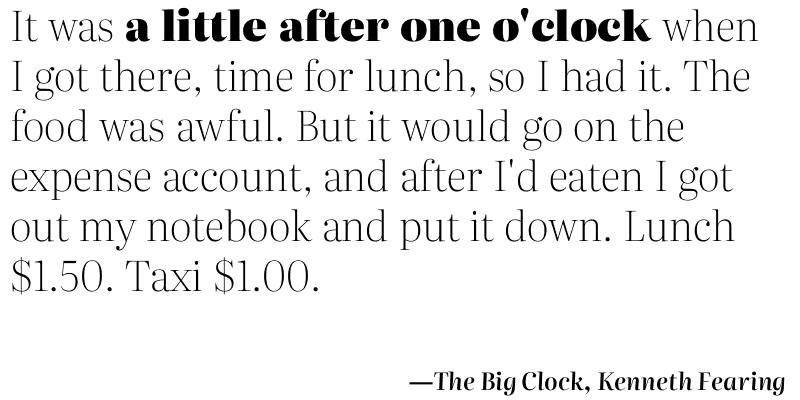 It was a little after one o'clock when
I got there, time for lunch, so I had it. The
food was awful. But it would go on the
expense account, and after I'd eaten I got
out my notebook and put it down. Lunch
$1.50. Taxi $1.00.
—The Big Clock, Kenneth Fearing